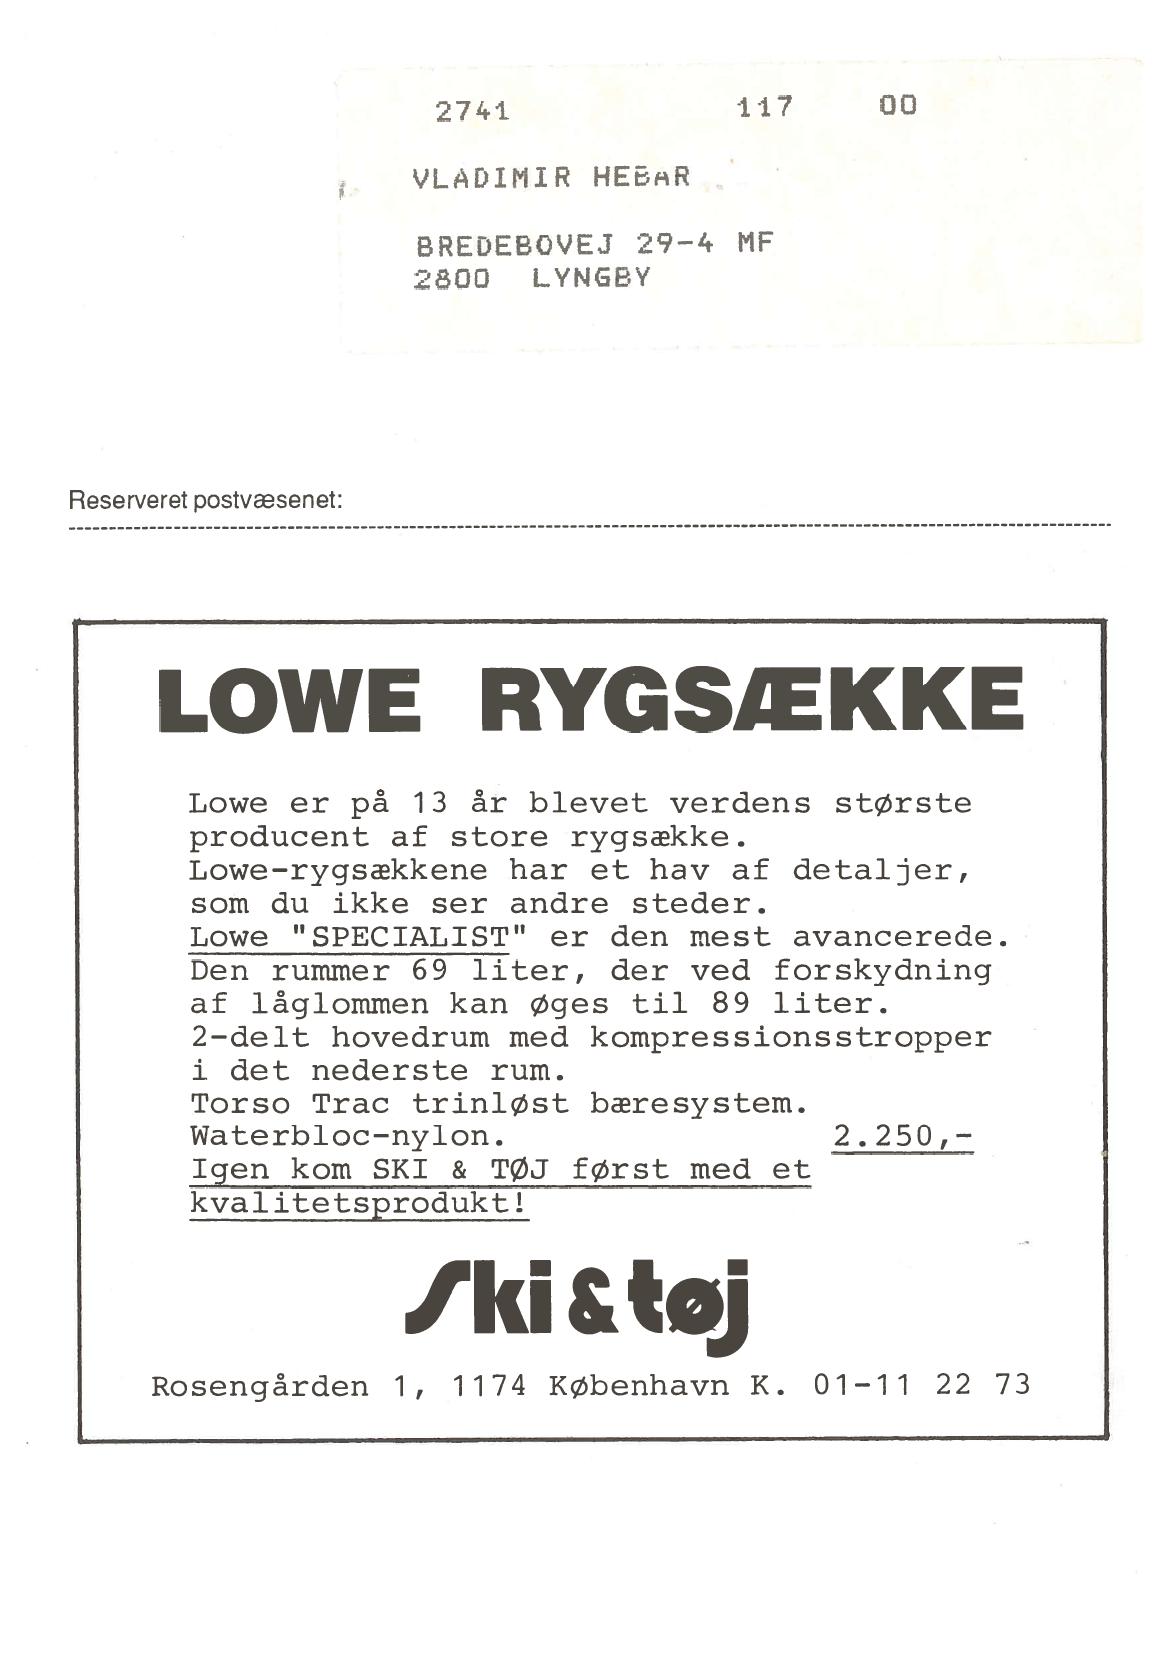 2741 117 00
VLADIMIR HEBAR
BREDEBOVEJ 29-4 MF
2800 LYNGBY
Reserveret postvæsenet:
LOWE RYGSÆKKE
Lowe er på 13 år blevet verdens største
producent af store rygsække.
Lowe-rygsækkene har et hav af detaljer,
som du ikke ser andre steder.
Lowe "SPECIALIST" er den mest avancerede.
Den rummer 69 liter, der ved forskydning
af låglommen kan øges til 89 liter.
2-delt hovedrum med kompressionsstropper
i det nederste rum.
Torso Trac trinløst bæresystem.
Waterbloc-nylon. 2.250,-
Igen kom SKI & TØJ først med et
kvalitetsprodukt!
Ski & tøj
Rosengården 1, 1174 København K. 01-11 22 73